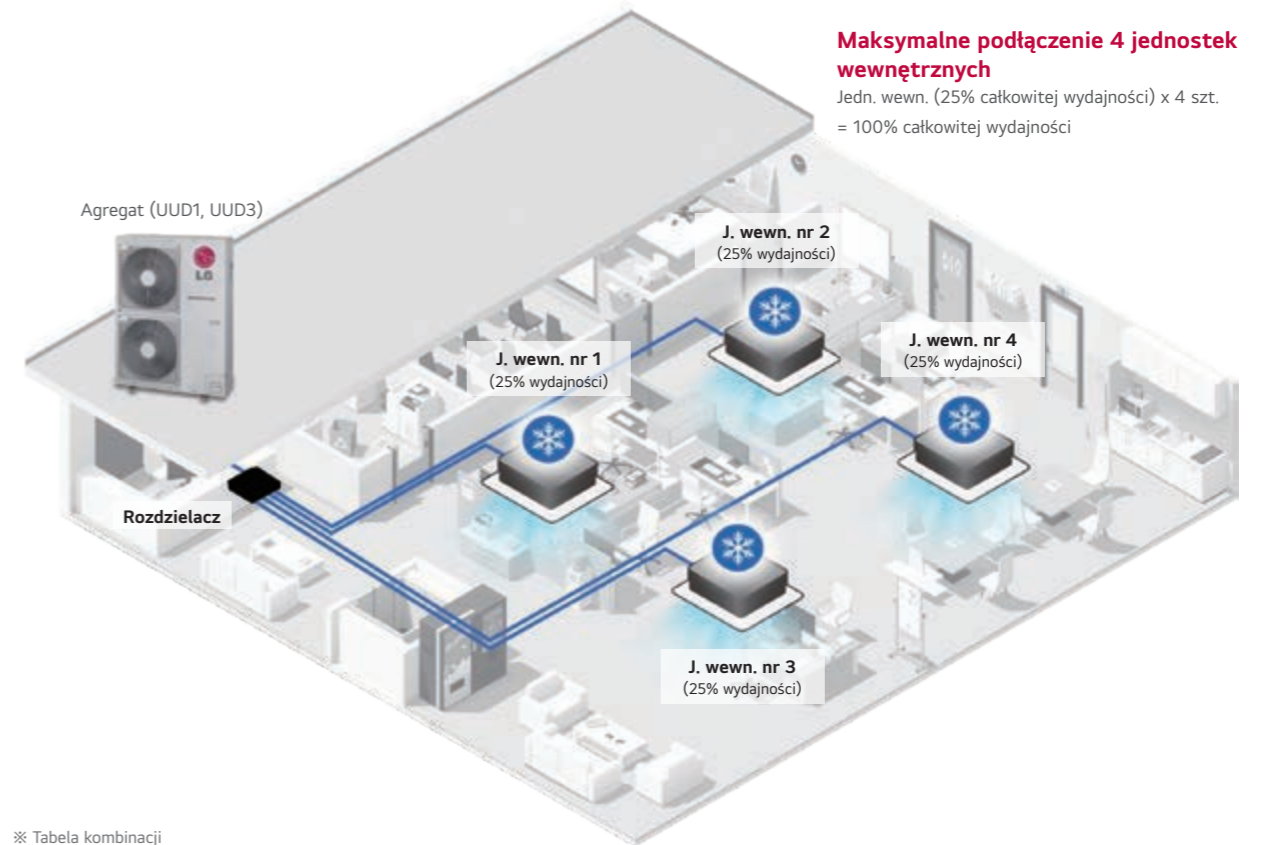 Maksymalne podłączenie 4 jednostek
wewnętrznych
Jedn. wewn. (25% całkowitej wydajności) x 4 szt.
= 100% całkowitej wydajności
Agregat (UUD1, UUD3)
LG
J. wewn. nr 2
(25% wydajności)
J. wewn. nr 4
(25% wydajności)
J. wewn. nr 1
(25% wydajności)
Rozdzielacz
J. wewn. nr 3
(25% wydajności)
※ Tabela kombinacji